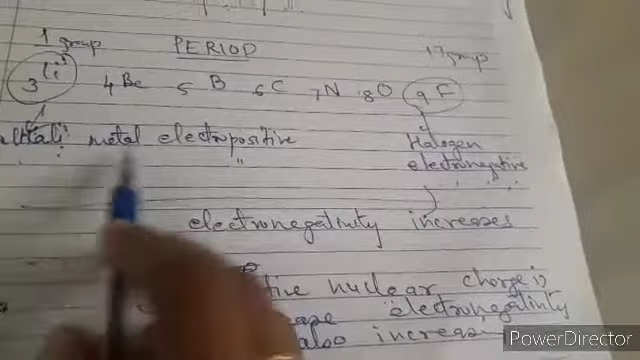 1 group PERIOD 17 group
3 Li 4 Be 5 B 6 C 7 N 8 O 9 F
alkali metal electropositive Halogen
electronegative
electronegativity increases
tive nuclear charge is
electronegativity
also increase
PowerDirector